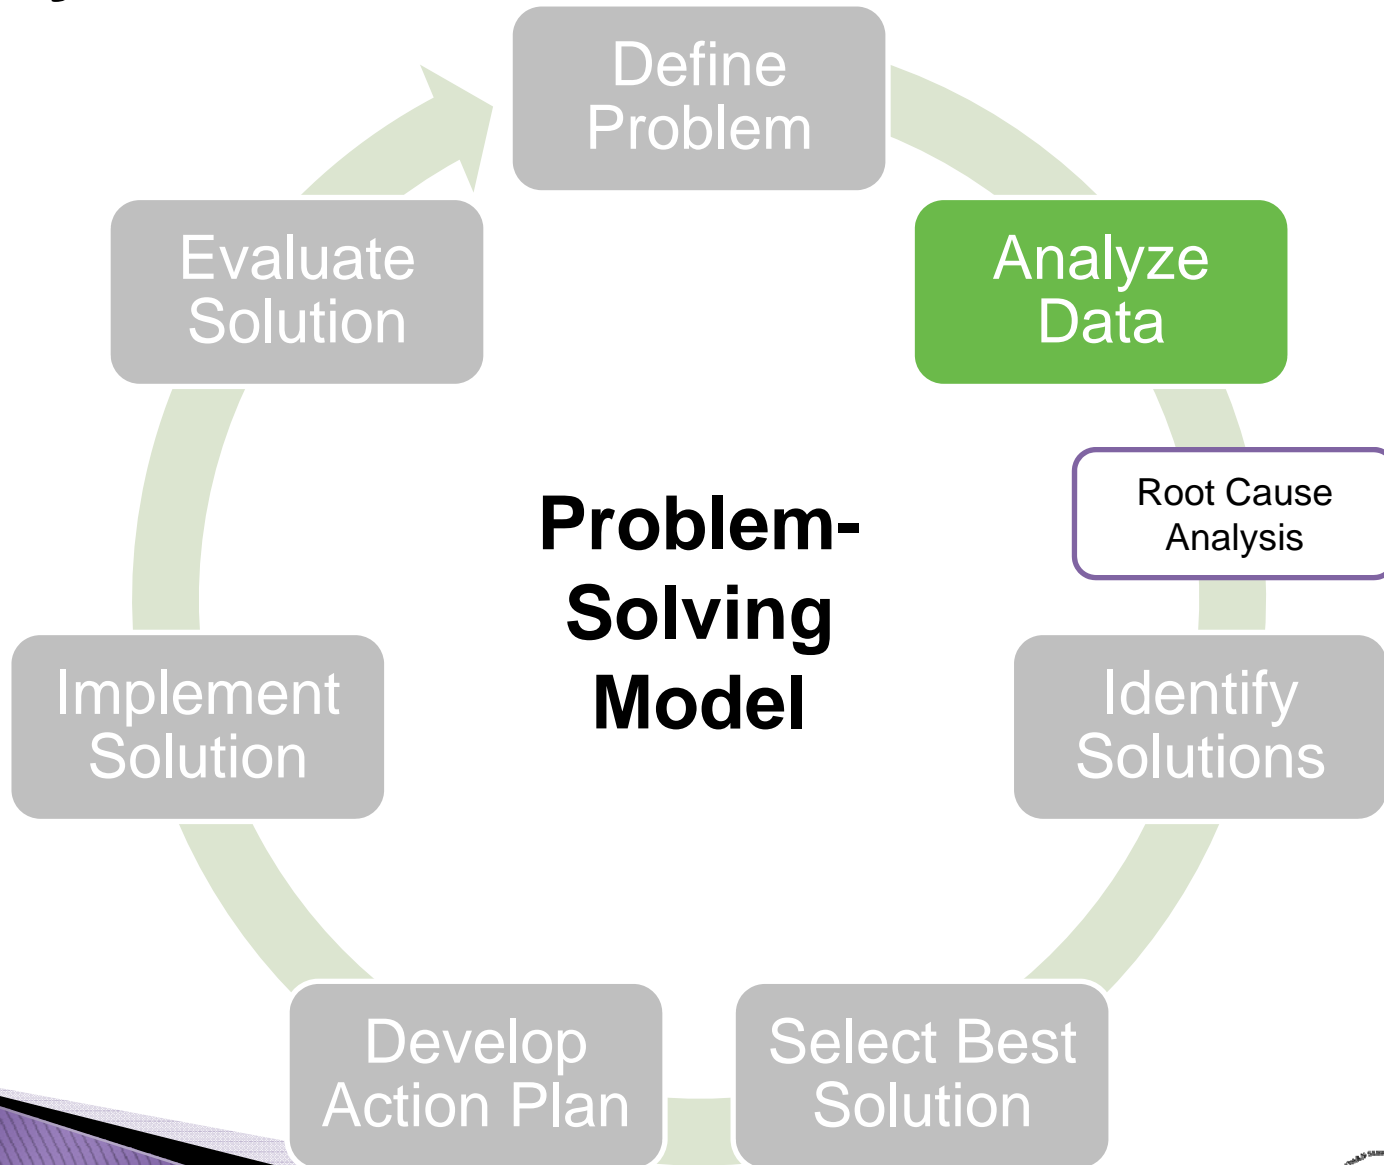 Define
Problem
Analyze
Data
Root Cause
Analysis
Identify
Solutions
Select Best
Solution
Develop
Action Plan
Implement
Solution
Evaluate
Solution
Problem-
Solving
Model